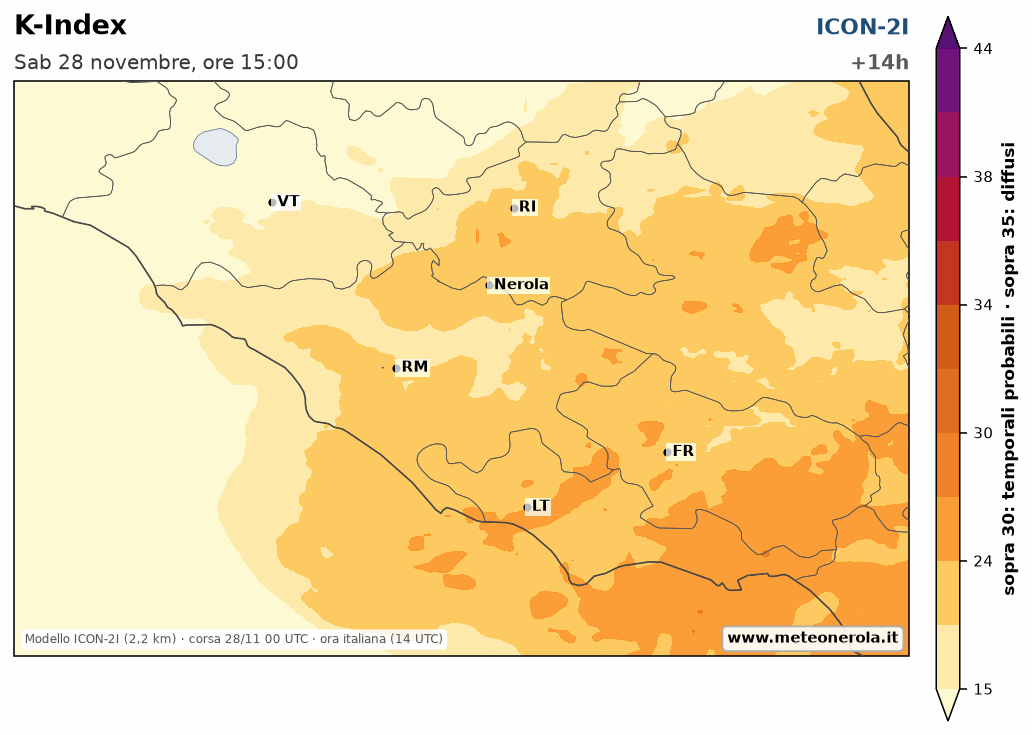 K-Index
ICON-2I
Sab 28 novembre, ore 15:00
+14h
VT
RI
Nerola
RM
FR
LT
Modello ICON-2I (2,2 km) · corsa 28/11 00 UTC · ora italiana (14 UTC)
www.meteonerola.it
44
38
34
30
24
15
sopra 30: temporali probabili · sopra 35: diffusi